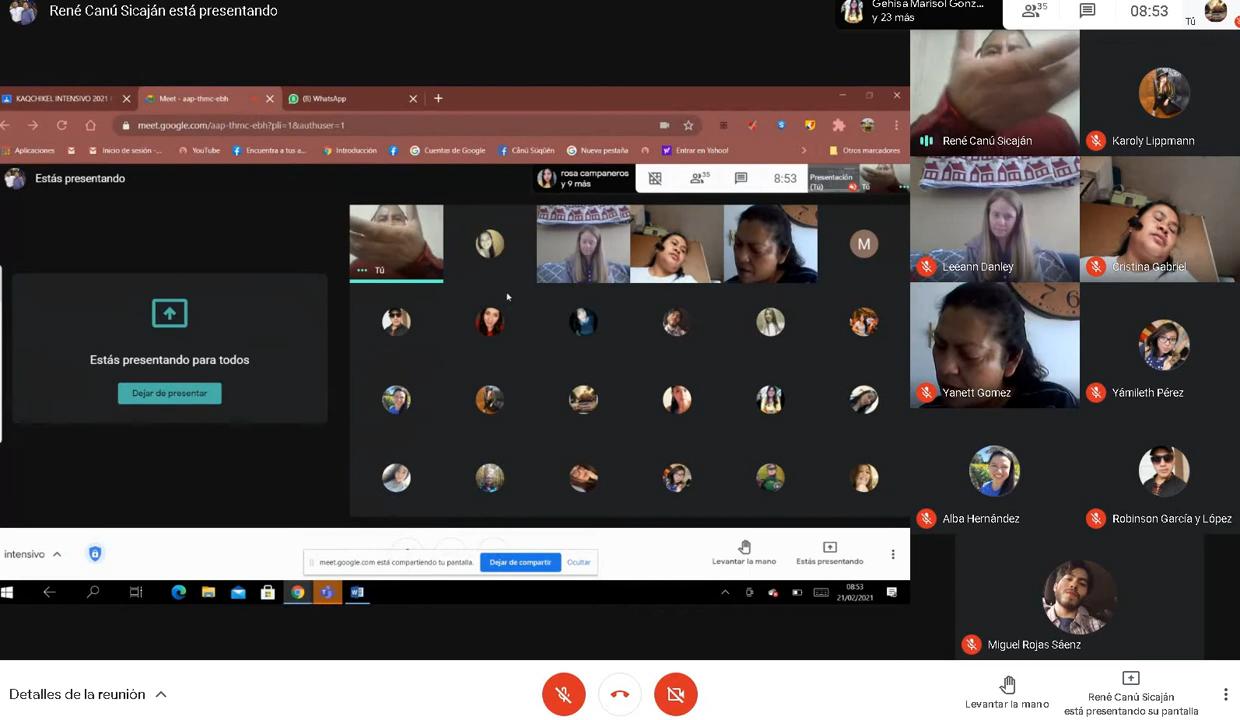 René Canú Sicaján está presentando
Gehisa Marisol Gonz...
y 23 más
35
08:53
Tú
KAQCHIKEL INTENSIVO 2021
Meet - aap-thmc-ebh
(8) WhatsApp
meet.google.com/aap-thmc-ebh?pli=1&authuser=1
Aplicaciones
Inicio de sesión -...
YouTube
Encuentra a tus a...
Introducción
Cuentas de Google
Cânú Súqüën
Nueva pestaña
Entrar en Yahoo!
Otros marcadores
Estás presentando
rosa campaneros
y 9 más
35
8:53
Presentación
(Tú)
Tú
Tú
M
Estás presentando para todos
Dejar de presentar
René Canú Sicaján
Karoly Lippmann
Leeann Danley
Cristina Gabriel
6
Yanett Gomez
Yámileth Pérez
Alba Hernández
Robinson García y López
Miguel Rojas Sáenz
intensivo
meet.google.com está compartiendo tu pantalla.
Dejar de compartir
Ocultar
Levantar la mano
Estás presentando
08:53
21/02/2021
Detalles de la reunión
Levantar la mano
René Canú Sicaján
está presentando su pantalla